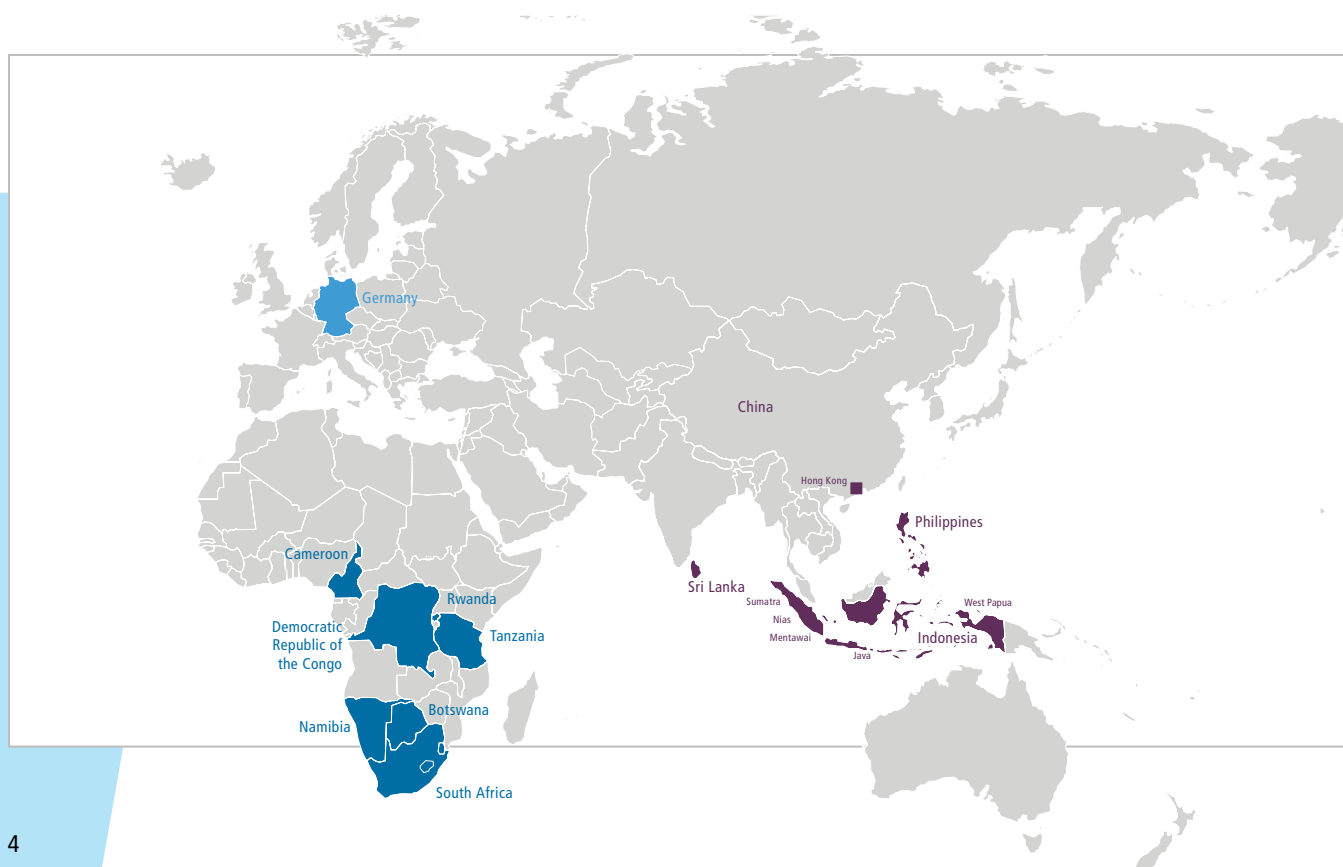 Germany
China
Hong Kong
Philippines
Cameroon
Sri Lanka
Rwanda
Sumatra
West Papua
Nias
Democratic
Republic of
the Congo
Tanzania
Mentawai
Indonesia
Java
Botswana
Namibia
South Africa
4